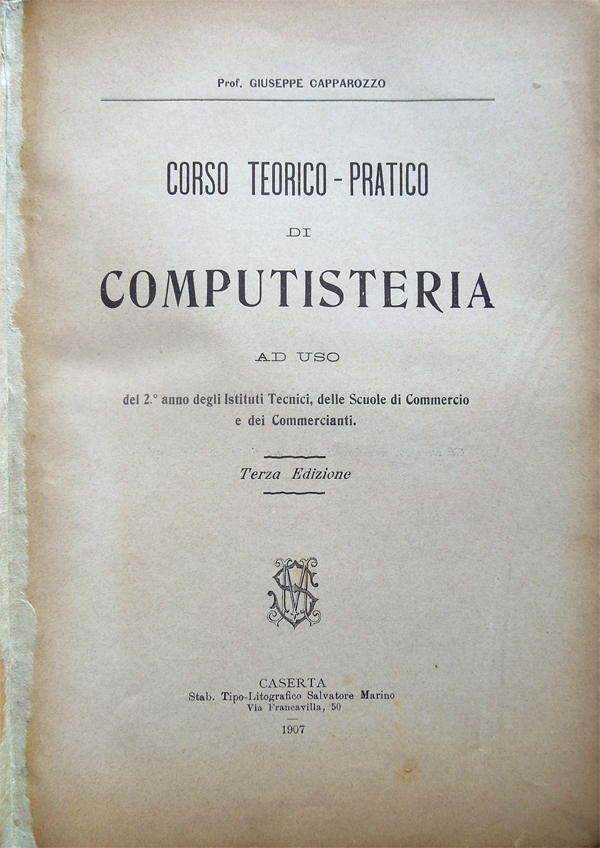 Prof. GIUSEPPE CAPPAROZZO
CORSO TEORICO - PRATICO
DI
COMPUTISTERIA
AD USO
del 2.º anno degli Istituti Tecnici, delle Scuole di Commercio
e dei Commercianti.
Terza Edizione
CASERTA
Stab. Tipo-Litografico Salvatore Marino
Via Francavilla, 50
1907